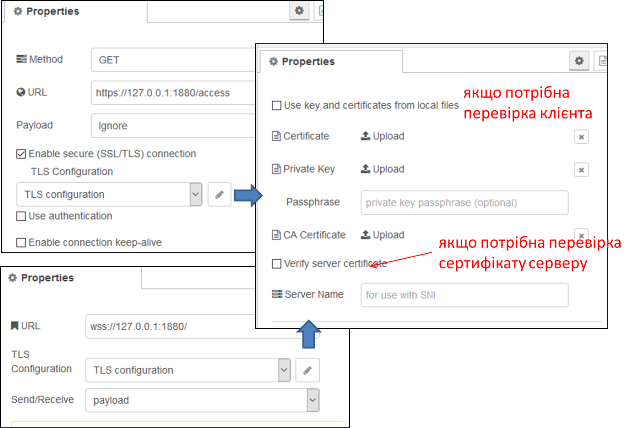 Properties
Method
GET
URL
https://127.0.0.1:1880/access
Payload
Ignore
Enable secure (SSL/TLS) connection
TLS Configuration
TLS configuration
Use authentication
Enable connection keep-alive
Properties
якщо потрібна
перевірка клієнта
Use key and certificates from local files
Certificate
Upload
Private Key
Upload
Passphrase
private key passphrase (optional)
CA Certificate
Upload
якщо потрібна перевірка
сертифікату серверу
Verify server certificate
Server Name
for use with SNI
Properties
URL
wss://127.0.0.1:1880/
TLS
Configuration
TLS configuration
Send/Receive
payload